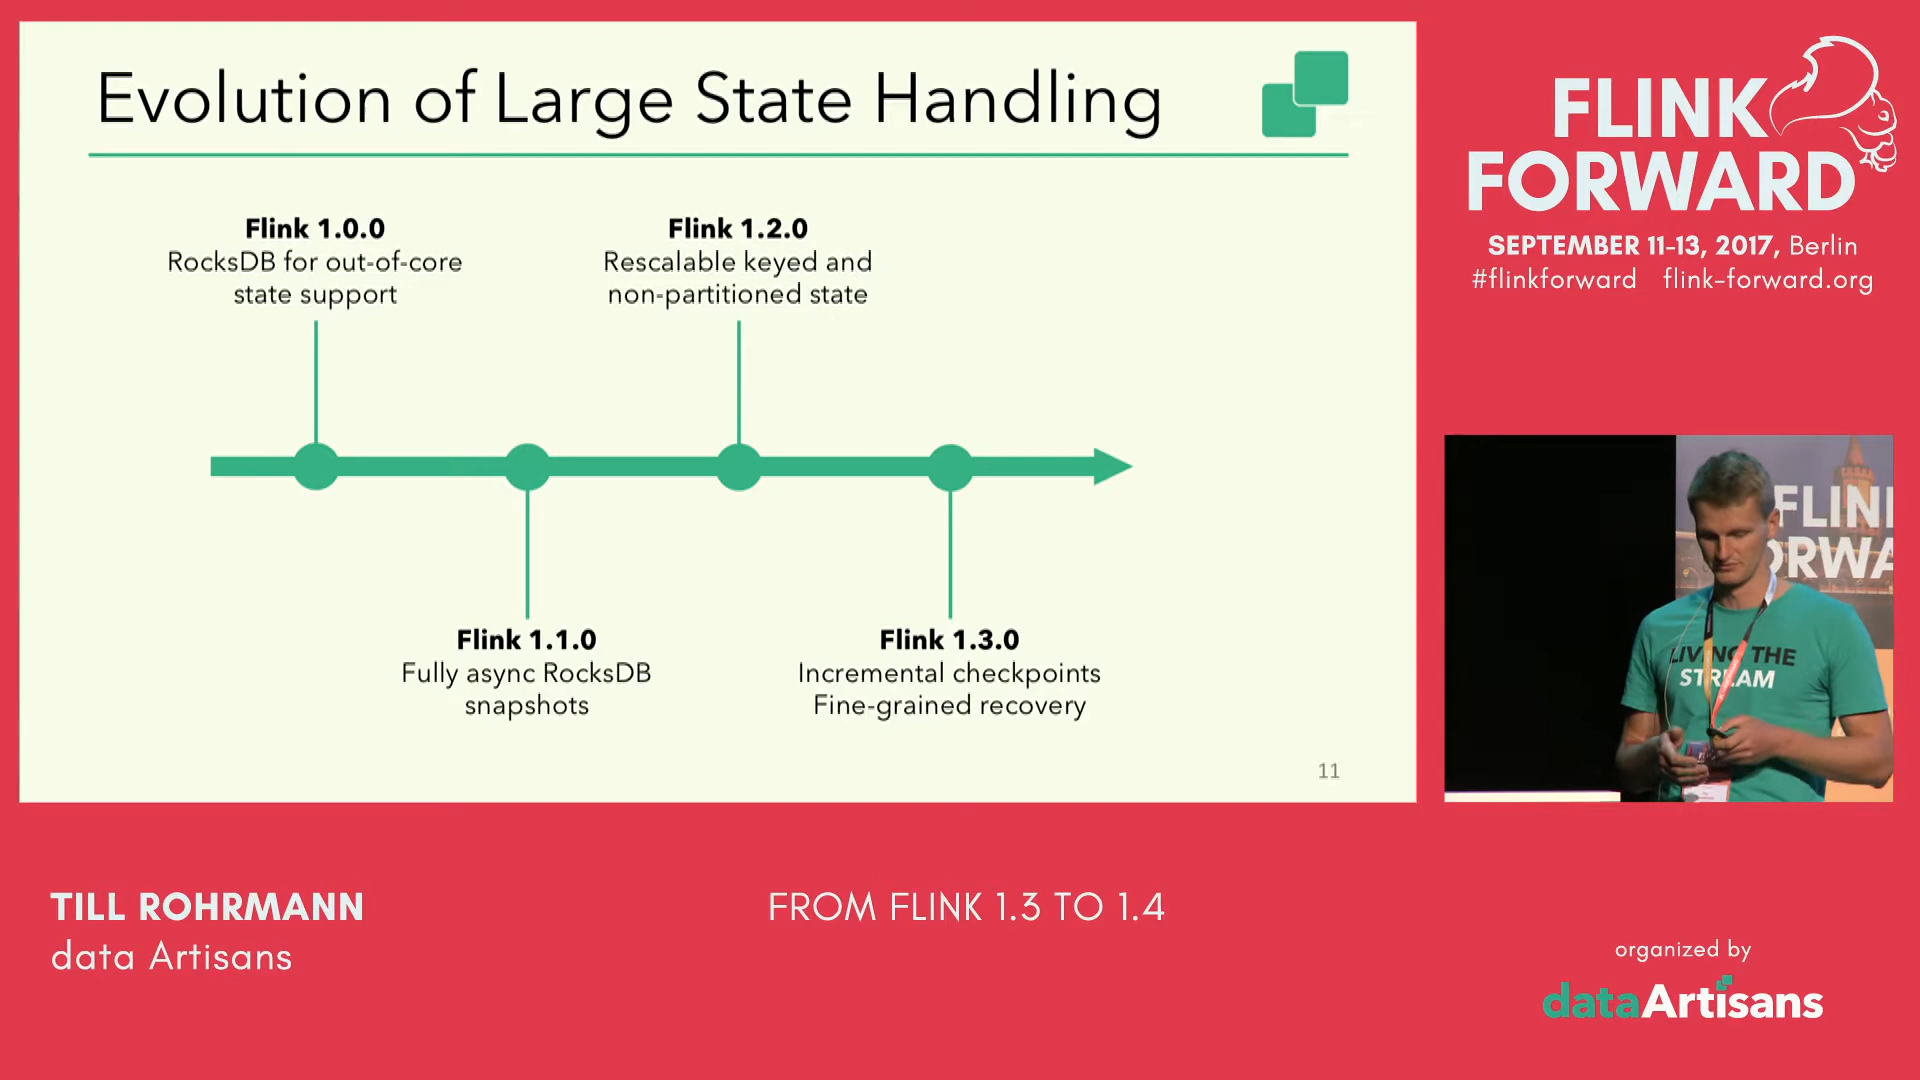 Evolution of Large State Handling
Flink 1.0.0
RocksDB for out-of-core
state support
Flink 1.2.0
Rescalable keyed and
non-partitioned state
Flink 1.1.0
Fully async RocksDB
snapshots
Flink 1.3.0
Incremental checkpoints
Fine-grained recovery
11
FLINK
FORWARD
SEPTEMBER 11-13, 2017, Berlin
#flinkforward flink-forward.org
LIVING THE
STREAM
TILL ROHRMANN
data Artisans
FROM FLINK 1.3 TO 1.4
organized by
dataArtisans